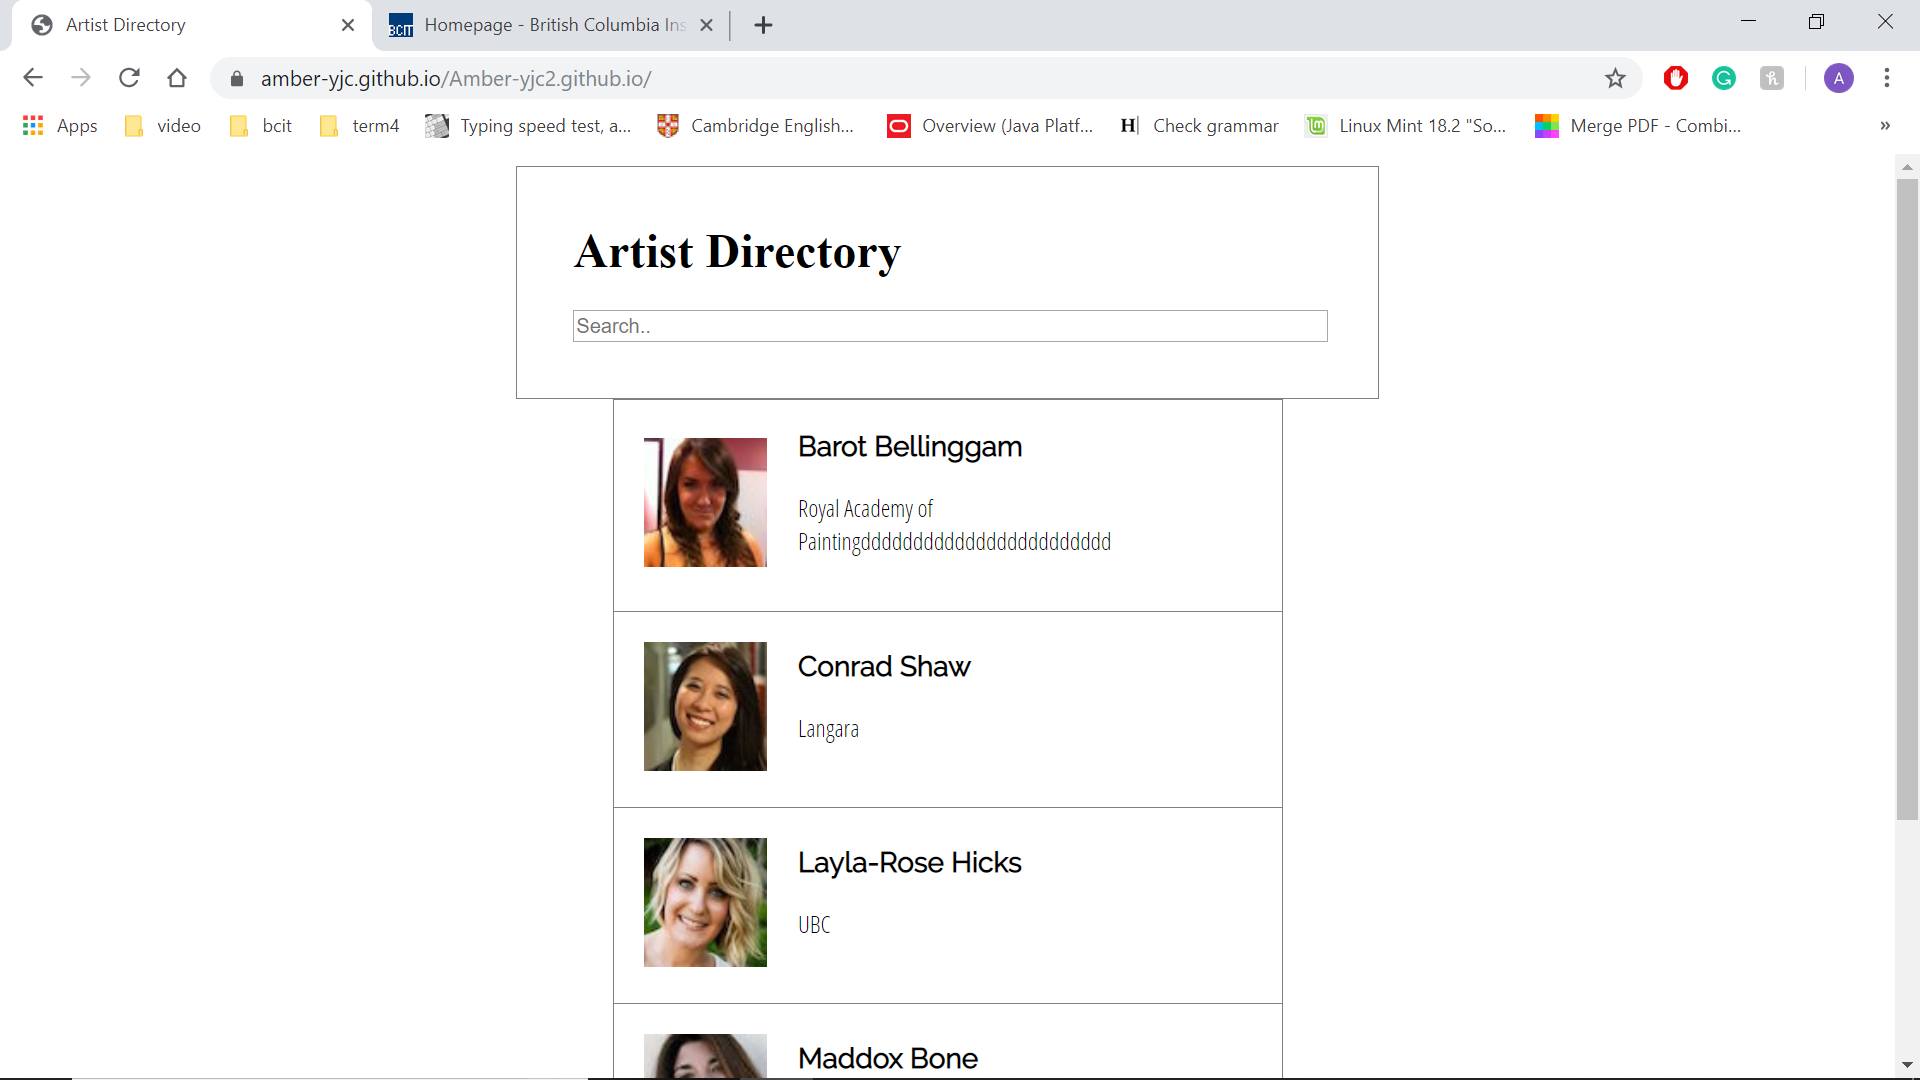 Artist Directory
Homepage - British Columbia Ins
amber-yjc.github.io/Amber-yjc2.github.io/
A
Apps
video
bcit
term4
Typing speed test, a...
Cambridge English...
Overview (Java Platf...
H
Check grammar
Linux Mint 18.2 "So...
Merge PDF - Combi...
»
Artist Directory
Search..
Barot Bellinggam
Royal Academy of
Paintingdddddddddddddddddddddddd
Conrad Shaw
Langara
Layla-Rose Hicks
UBC
Maddox Bone